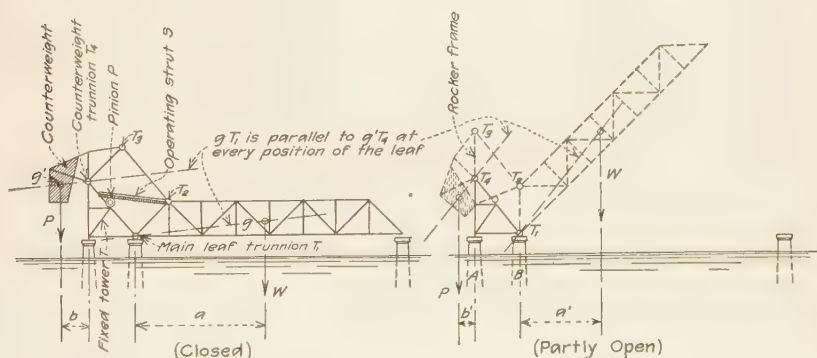 Counterweight
Counterweight
trunnion T4
Pinion P
Operating strut S
Rocker frame
T3
gT1 is parallel to g'T4 at
every position of the leaf
g'
T2
g
P
Main leaf trunnion T1
Fixed tower T
W
b
a
(Closed)
T3
T4
T2
T1
W
A
B
P
b'
a'
(Partly Open)